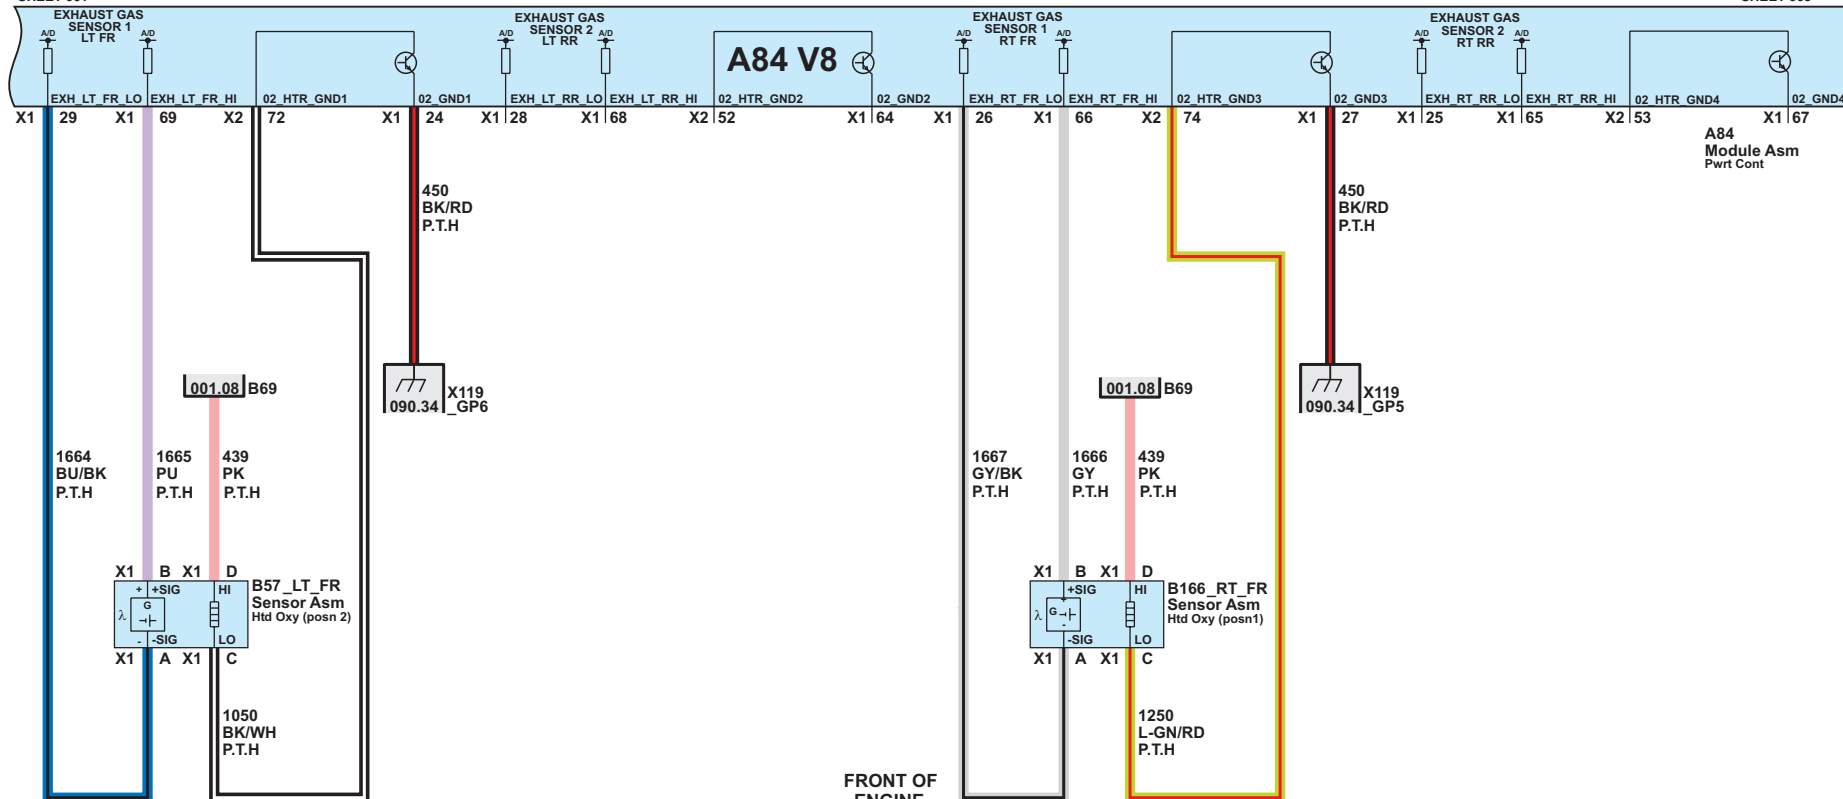 EXHAUST GAS
SENSOR 1
LT FR
EXHAUST GAS
SENSOR 2
LT RR
EXHAUST GAS
SENSOR 1
RT FR
EXHAUST GAS
SENSOR 2
RT RR
A/D A/D A/D A/D A/D A/D A/D A/D
A84 V8
EXH_LT_FR_LO EXH_LT_FR_HI 02_HTR_GND1 02_GND1 EXH_LT_RR_LO EXH_LT_RR_HI 02_HTR_GND2 02_GND2 EXH_RT_FR_LO EXH_RT_FR_HI 02_HTR_GND3 02_GND3 EXH_RT_RR_LO EXH_RT_RR_HI 02_HTR_GND4 02_GND4
X1 29 X1 69 X2 72 X1 24 X1 28 X1 68 X2 52 X1 64 X1 26 X1 66 X2 74 X1 27 X1 25 X1 65 X2 53 X1 67
A84
Module Asm
Pwrt Cont
450
BK/RD
P.T.H
450
BK/RD
P.T.H
001.08 B69
090.34 X119
_GP6
001.08 B69
090.34 X119
_GP5
1664
BU/BK
P.T.H
1665
PU
P.T.H
439
PK
P.T.H
1667
GY/BK
P.T.H
1666
GY
P.T.H
439
PK
P.T.H
X1 B X1 D
+ +SIG HI
G
λ
- -SIG LO
X1 A X1 C
B57_LT_FR
Sensor Asm
Htd Oxy (posn 2)
X1 B X1 D
+ +SIG HI
G
λ
- -SIG LO
X1 A X1 C
B166_RT_FR
Sensor Asm
Htd Oxy (posn1)
1050
BK/WH
P.T.H
1250
L-GN/RD
P.T.H
FRONT OF
ENGINE